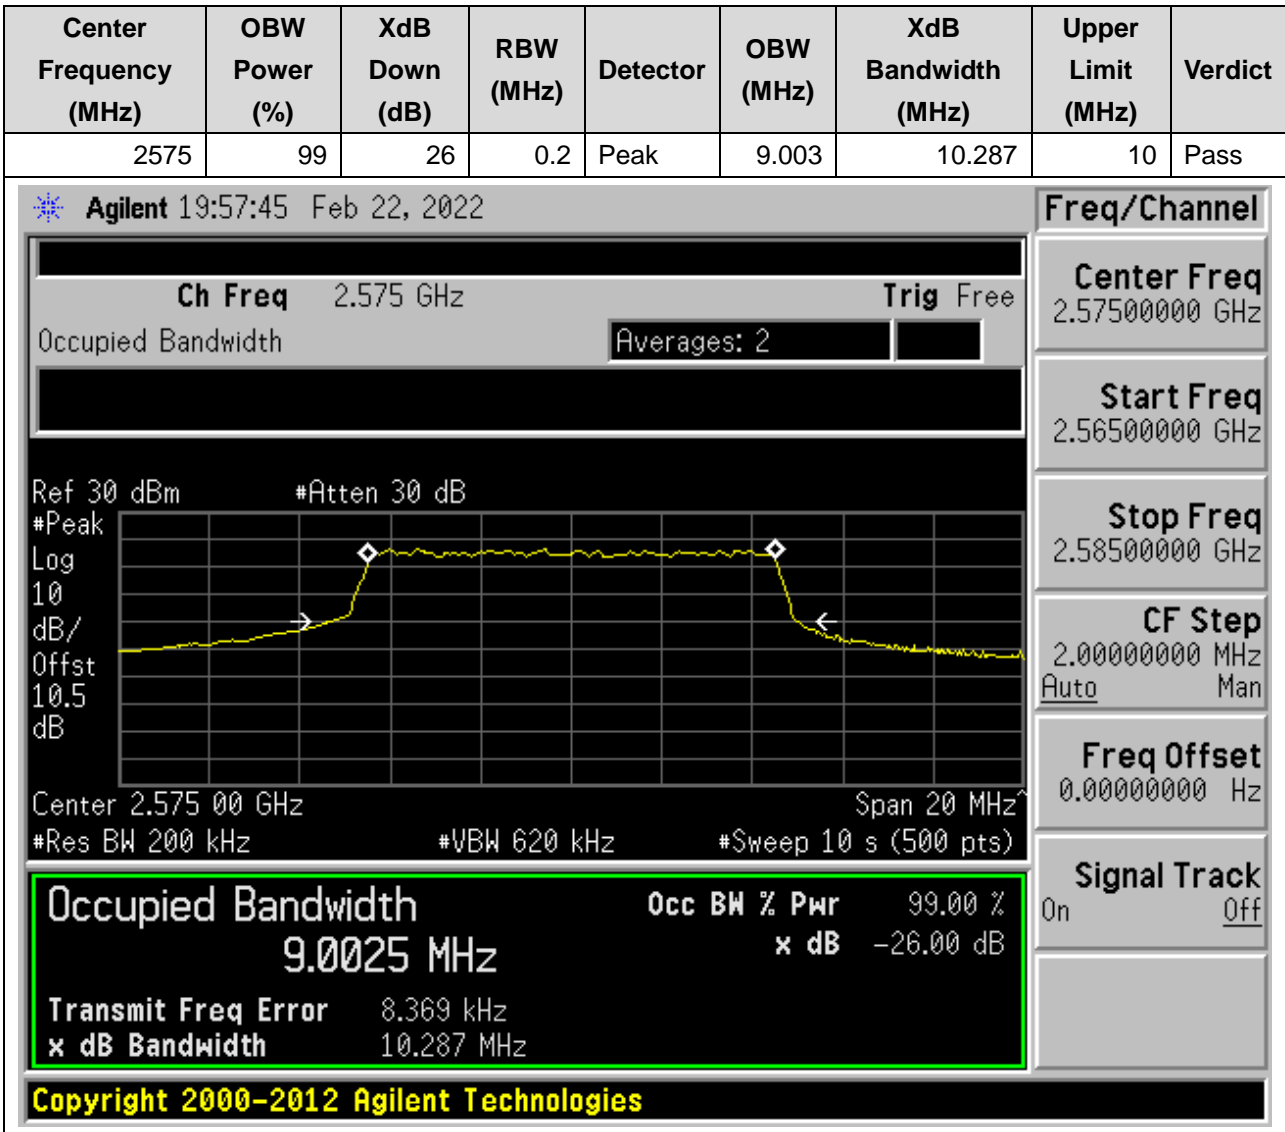 Center Frequency (MHz) OBW Power (%) XdB Down (dB) RBW (MHz) Detector OBW (MHz) XdB Bandwidth (MHz) Upper Limit (MHz) Verdict
2575 99 26 0.2 Peak 9.003 10.287 10 Pass
Agilent 19:57:45 Feb 22, 2022
Freq/Channel
Ch Freq 2.575 GHz Trig Free
Occupied Bandwidth Averages: 2
Ref 30 dBm #Atten 30 dB
#Peak
Log
10
dB/
Offst
10.5
dB
Center 2.575 00 GHz Span 20 MHz^
#Res BW 200 kHz #VBW 620 kHz #Sweep 10 s (500 pts)
Occupied Bandwidth Occ BW % Pwr 99.00 %
9.0025 MHz x dB -26.00 dB
Transmit Freq Error 8.369 kHz
x dB Bandwidth 10.287 MHz
Center Freq
2.57500000 GHz
Start Freq
2.56500000 GHz
Stop Freq
2.58500000 GHz
CF Step
2.00000000 MHz
Auto Man
Freq Offset
0.00000000 Hz
Signal Track
On Off
Copyright 2000-2012 Agilent Technologies